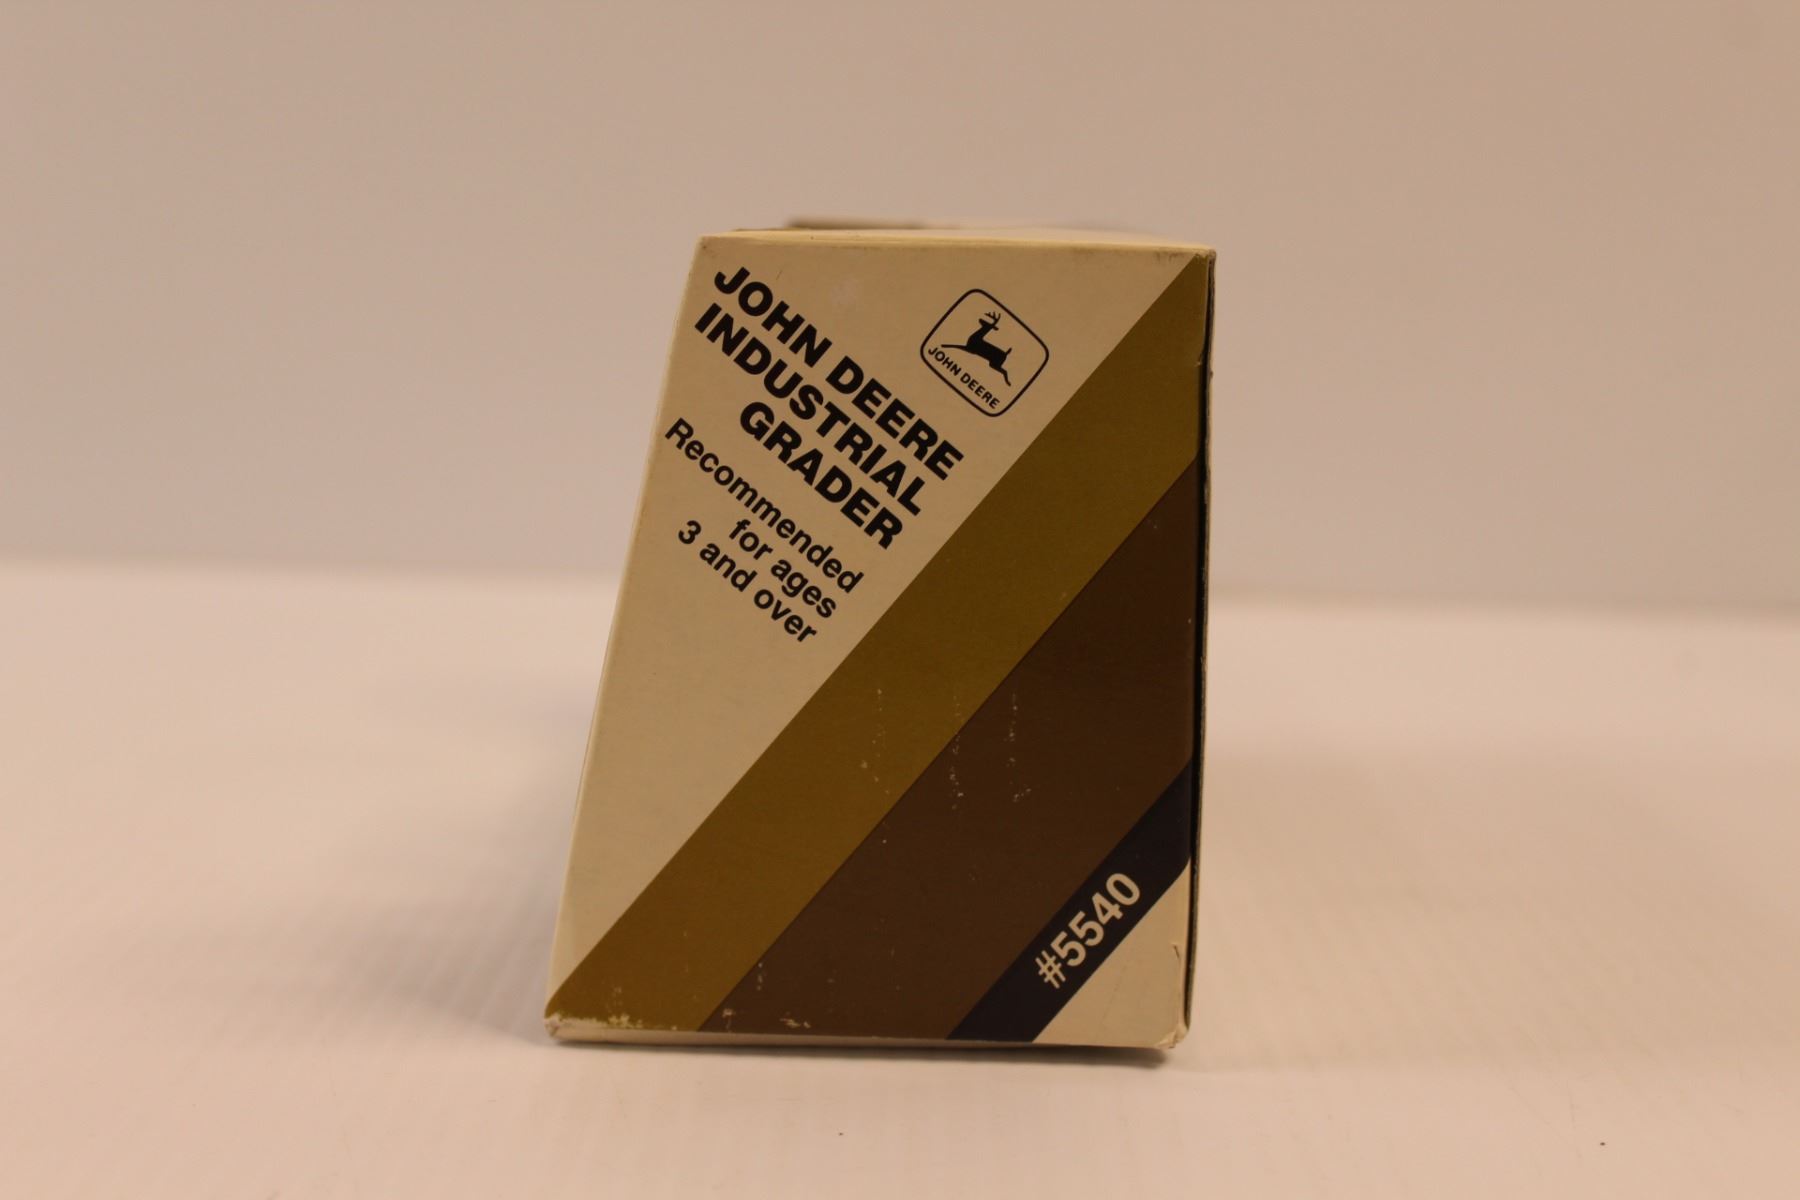 JOHN DEERE
INDUSTRIAL
GRADER
JOHN DEERE
Recommended
for ages
3 and over
#5540